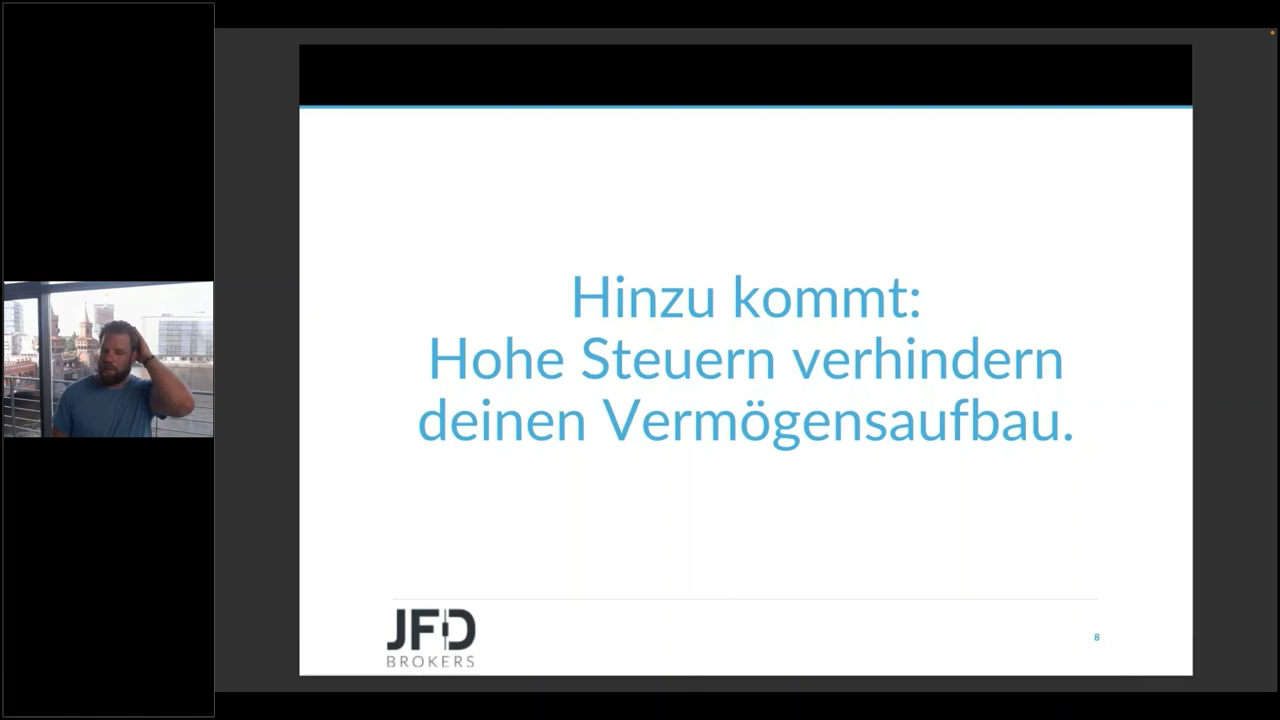 Hinzu kommt:
Hohe Steuern verhindern
deinen Vermögensaufbau.
JFD
BROKERS
8